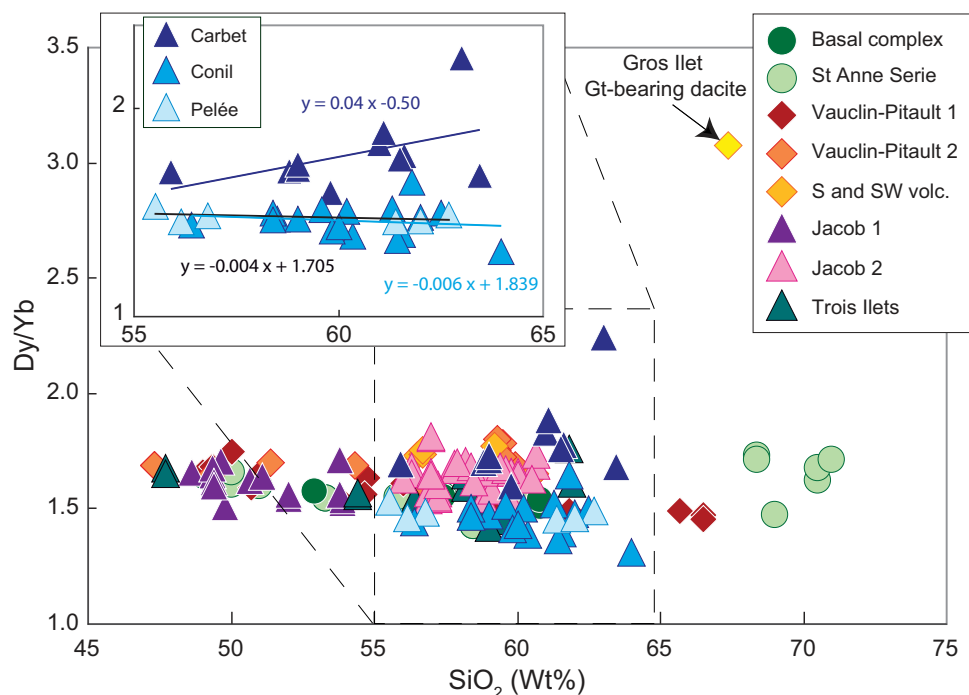 3.5
3.0
2.5
2.0
1.5
1.0
Dy/Yb
45
50
55
60
65
70
75
SiO2 (Wt%)
Carbet
Conil
Pelée
2
1
55
60
65
y = 0.04 x -0.50
y = -0.004 x + 1.705
y = -0.006 x + 1.839
Gros Ilet
Gt-bearing dacite
Basal complex
St Anne Serie
Vauclin-Pitault 1
Vauclin-Pitault 2
S and SW volc.
Jacob 1
Jacob 2
Trois Ilets